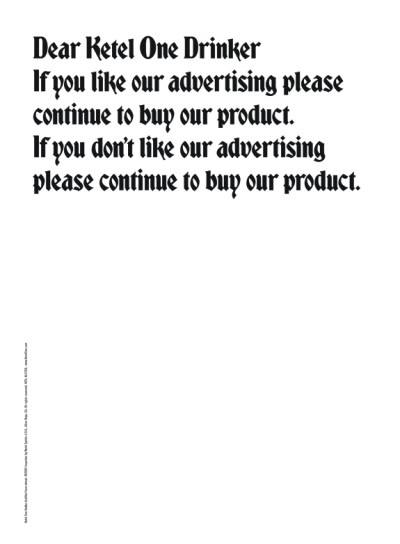 Dear Ketel One Drinker
If you like our advertising please
continue to buy our product.
If you don't like our advertising
please continue to buy our product.